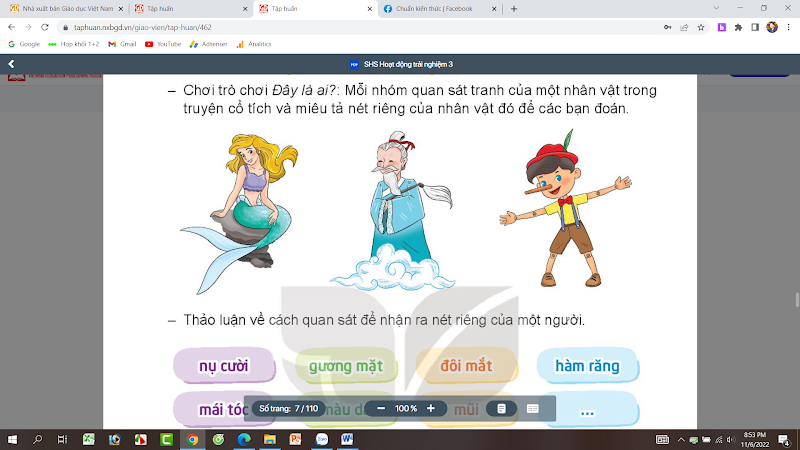 Nhà xuất bản Giáo dục Việt Nam
Tập huấn
Tập huấn
Chuẩn kiến thức | Facebook
taphuan.nxbgd.vn/giao-vien/tap-huan/462
Google
Họp khối 1+2
Gmail
YouTube
Adsenser
Analitics
PDF
SHS Hoạt động trải nghiệm 3
– Chơi trò chơi Đây là ai?: Mỗi nhóm quan sát tranh của một nhân vật trong
truyện cổ tích và miêu tả nét riêng của nhân vật đó để các bạn đoán.
– Thảo luận về cách quan sát để nhận ra nét riêng của một người.
nụ cười
gương mặt
đôi mắt
hàm răng
mái tóc
màu d
mũi
...
Số trang: 7 / 110
100 %
8:53 PM
11/6/2022